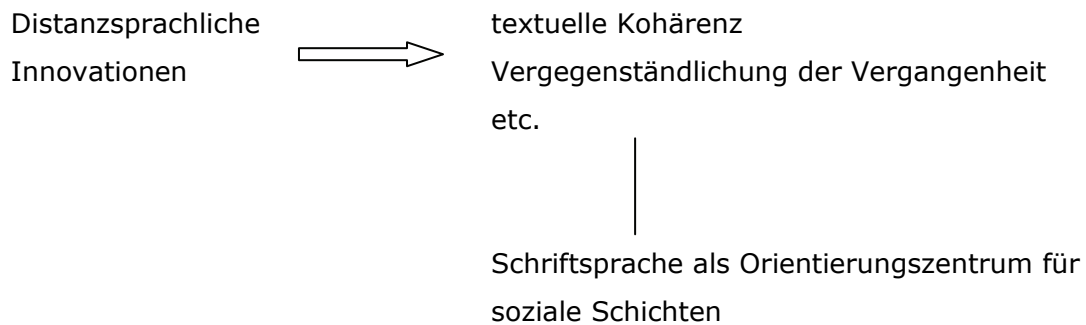 Distanzsprachliche
Innovationen
textuelle Kohärenz
Vergegenständlichung der Vergangenheit
etc.
Schriftsprache als Orientierungszentrum für
soziale Schichten